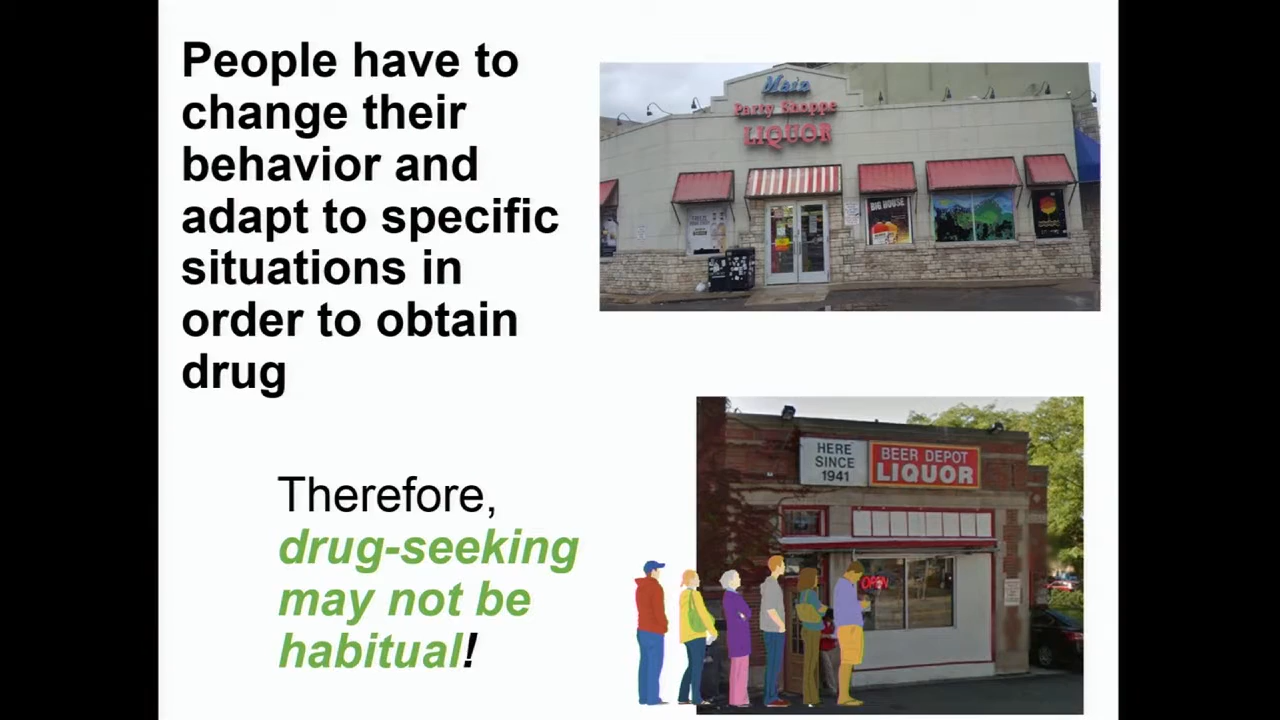 People have to
change their
behavior and
adapt to specific
situations in
order to obtain
drug
Therefore,
drug-seeking
may not be
habitual!
Main
Party Shoppe
LIQUOR
BIG HOUSE
HERE
SINCE
1941
BEER DEPOT
LIQUOR
OPEN